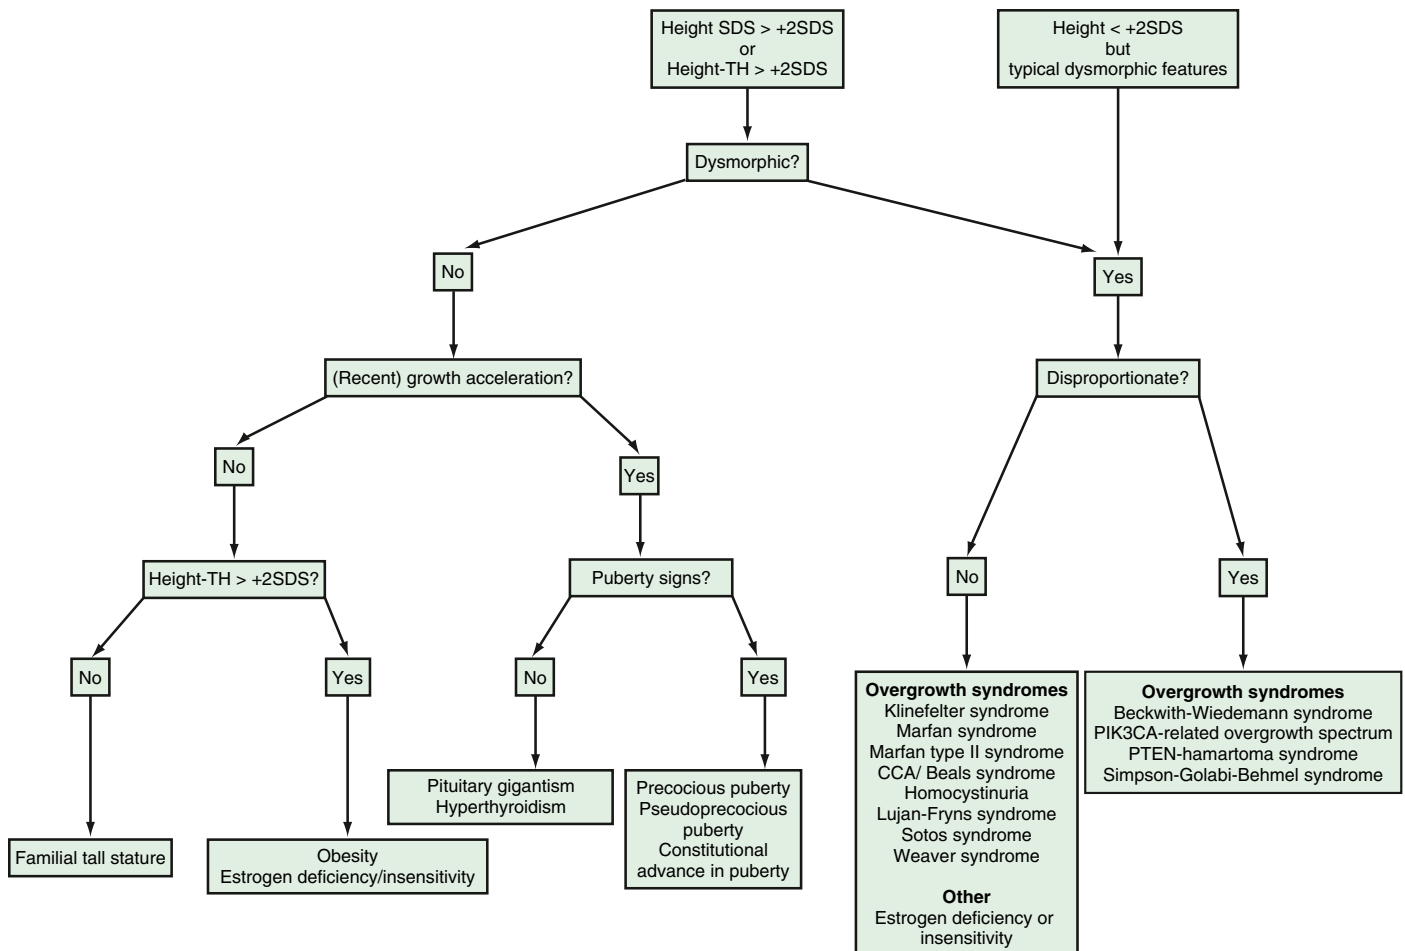 Height SDS > +2SDS
or
Height-TH > +2SDS
Height < +2SDS
but
typical dysmorphic features
Dysmorphic?
No
Yes
(Recent) growth acceleration?
Disproportionate?
No
Yes
Height-TH > +2SDS?
Puberty signs?
No
Yes
No
Yes
No
Yes
Familial tall stature
Obesity
Estrogen deficiency/insensitivity
Pituitary gigantism
Hyperthyroidism
Precocious puberty
Pseudoprecocious
puberty
Constitutional
advance in puberty
Overgrowth syndromes
Klinefelter syndrome
Marfan syndrome
Marfan type II syndrome
CCA/ Beals syndrome
Homocystinuria
Lujan-Fryns syndrome
Sotos syndrome
Weaver syndrome
Other
Estrogen deficiency or
insensitivity
Overgrowth syndromes
Beckwith-Wiedemann syndrome
PIK3CA-related overgrowth spectrum
PTEN-hamartoma syndrome
Simpson-Golabi-Behmel syndrome